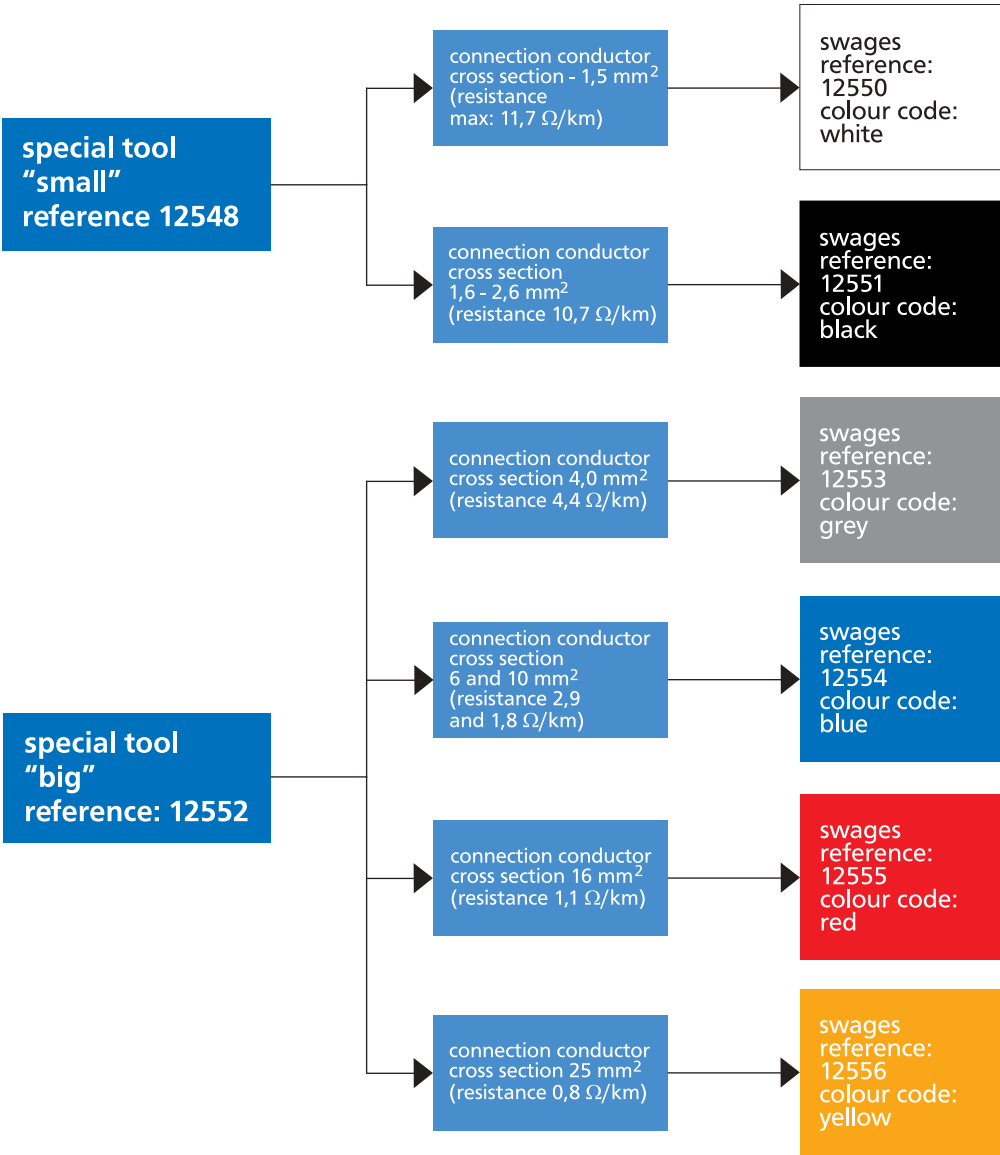 special tool
“small”
reference 12548
connection conductor
cross section - 1,5 mm²
(resistance
max: 11,7 Ω/km)
swages
reference:
12550
colour code:
white
connection conductor
cross section
1,6 - 2,6 mm²
(resistance 10,7 Ω/km)
swages
reference:
12551
colour code:
black
special tool
“big”
reference: 12552
connection conductor
cross section 4,0 mm²
(resistance 4,4 Ω/km)
swages
reference:
12553
colour code:
grey
connection conductor
cross section
6 and 10 mm²
(resistance 2,9
and 1,8 Ω/km)
swages
reference:
12554
colour code:
blue
connection conductor
cross section 16 mm²
(resistance 1,1 Ω/km)
swages
reference:
12555
colour code:
red
connection conductor
cross section 25 mm²
(resistance 0,8 Ω/km)
swages
reference:
12556
colour code:
yellow